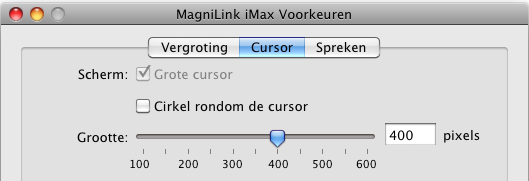 MagniLink iMax Voorkeuren
Vergroting Cursor Spreken
Scherm: Grote cursor
Cirkel rondom de cursor
Grootte: 400 pixels
100 200 300 400 500 600